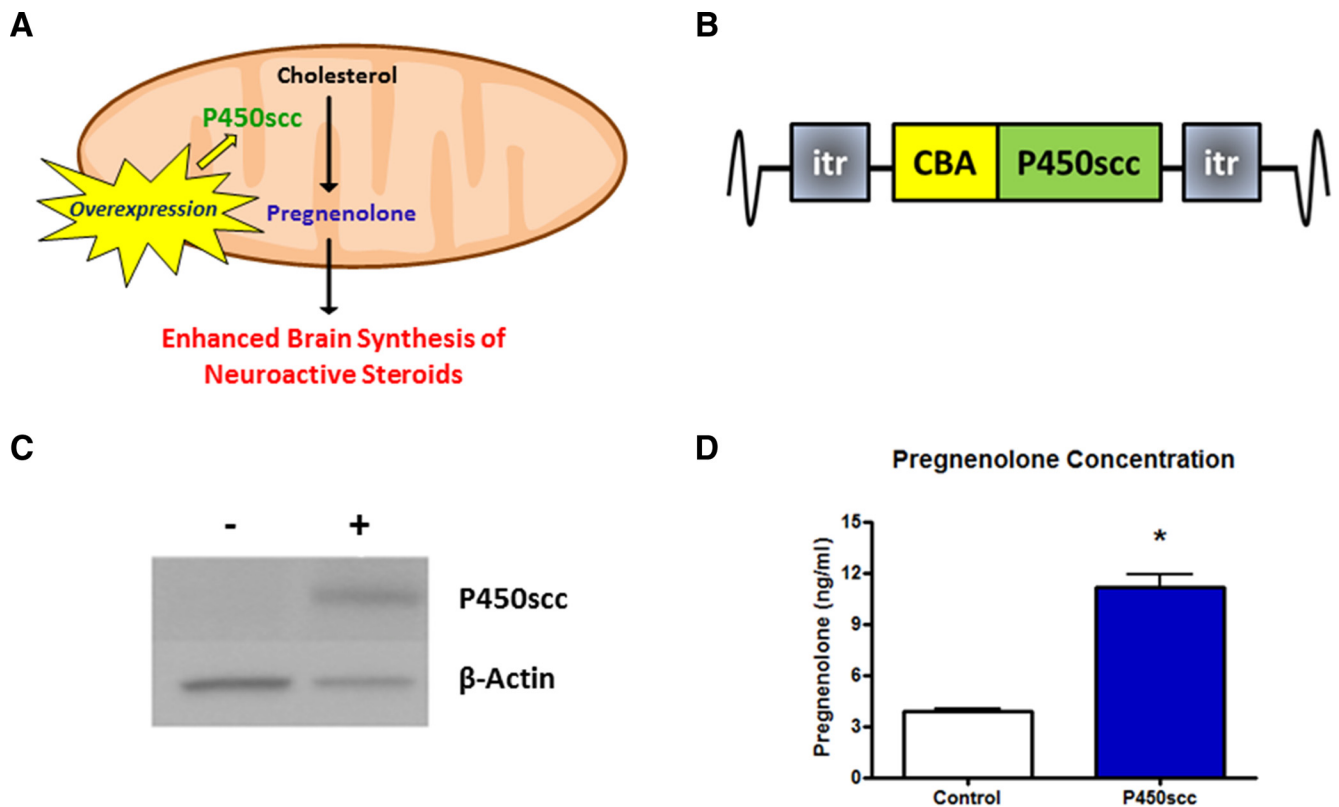 A
Cholesterol
P450scc
Overexpression
Pregnenolone
Enhanced Brain Synthesis of
Neuroactive Steroids
B
itr CBA P450scc itr
C
- +
P450scc
β-Actin
D
Pregnenolone Concentration
Pregnenolone (ng/ml)
15
12
9
6
3
0
*
Control P450scc